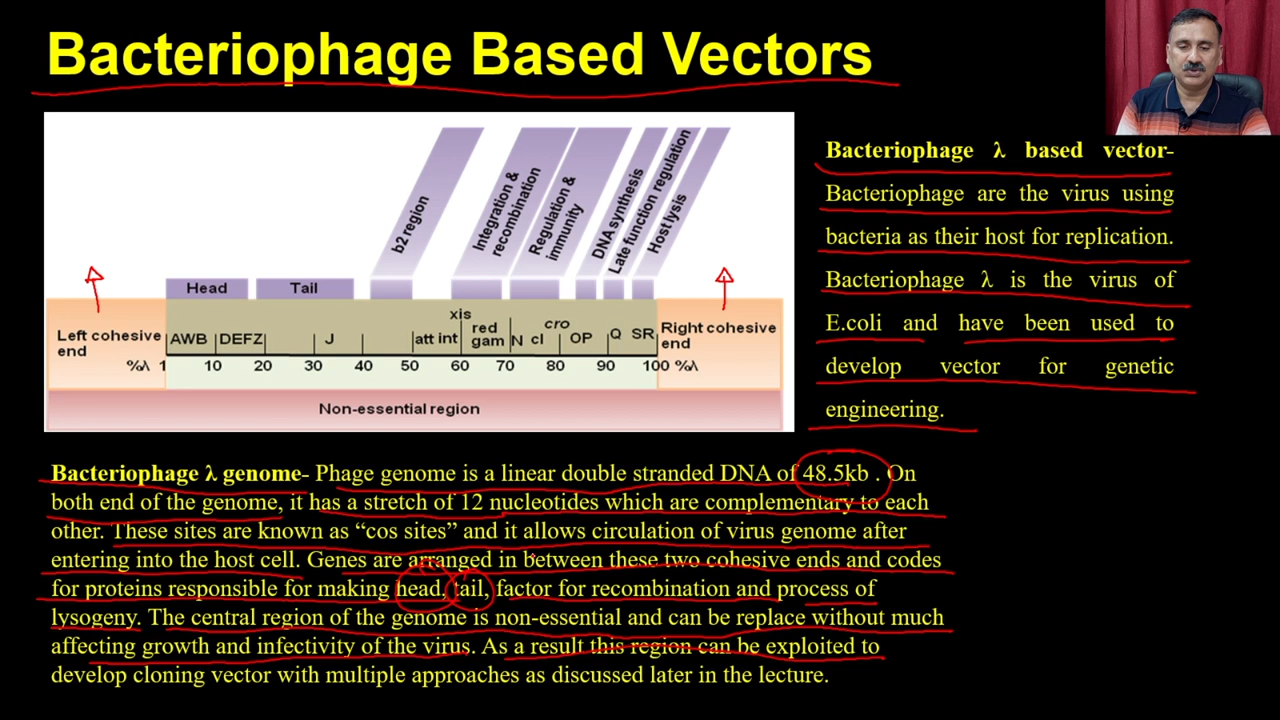 Bacteriophage Based Vectors
b2 region
Integration &
recombination
Regulation &
immunity
DNA synthesis
Late function regulation
Host lysis
Head
Tail
Left cohesive
end
AWB
DEFZ
J
att int
xis
red
gam
N cl
cro
OP
Q
SR
Right cohesive
end
%λ 1 10 20 30 40 50 60 70 80 90 100 %λ
Non-essential region
Bacteriophage λ based vector-
Bacteriophage are the virus using
bacteria as their host for replication.
Bacteriophage λ is the virus of
E.coli and have been used to
develop vector for genetic
engineering.
Bacteriophage λ genome- Phage genome is a linear double stranded DNA of 48.5kb . On
both end of the genome, it has a stretch of 12 nucleotides which are complementary to each
other. These sites are known as “cos sites” and it allows circulation of virus genome after
entering into the host cell. Genes are arranged in between these two cohesive ends and codes
for proteins responsible for making head, tail, factor for recombination and process of
lysogeny. The central region of the genome is non-essential and can be replace without much
affecting growth and infectivity of the virus. As a result this region can be exploited to
develop cloning vector with multiple approaches as discussed later in the lecture.